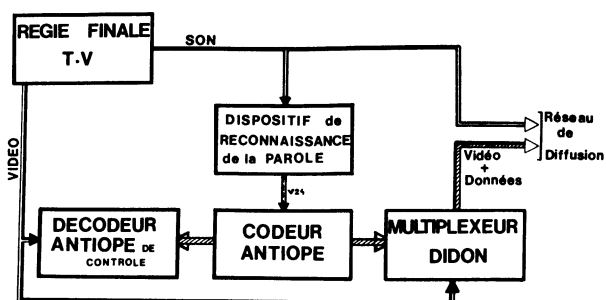 REGIE FINALE
T.V
SON
DISPOSITIF de
RECONNAISSANCE
de la PAROLE
Réseau
de
Diffusion
VIDEO
Vidéo
+
Données
V24
DECODEUR
ANTIOPE DE
CONTROLE
CODEUR
ANTIOPE
MULTIPLEXEUR
DIDON